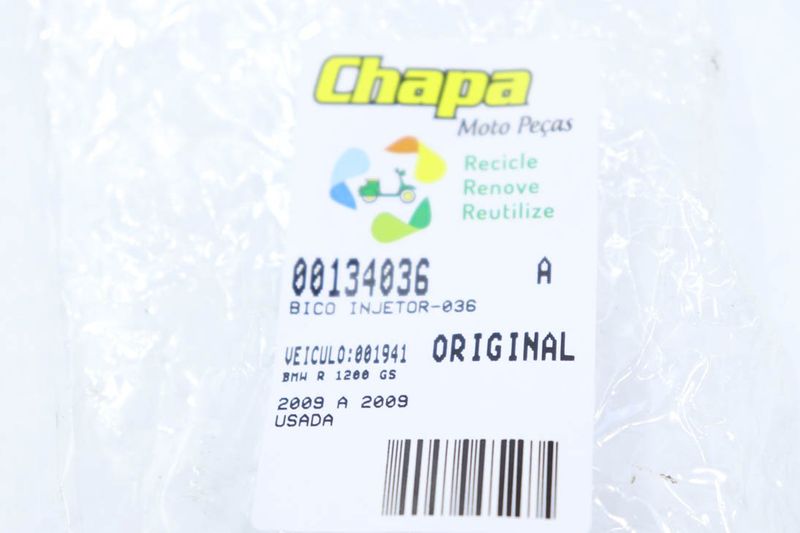 Chapa
Moto Peças
Recicle
Renove
Reutilize
00134036 A
BICO INJETOR-036
VEICULO:001941 ORIGINAL
BMW R 1200 GS
2009 A 2009
USADA